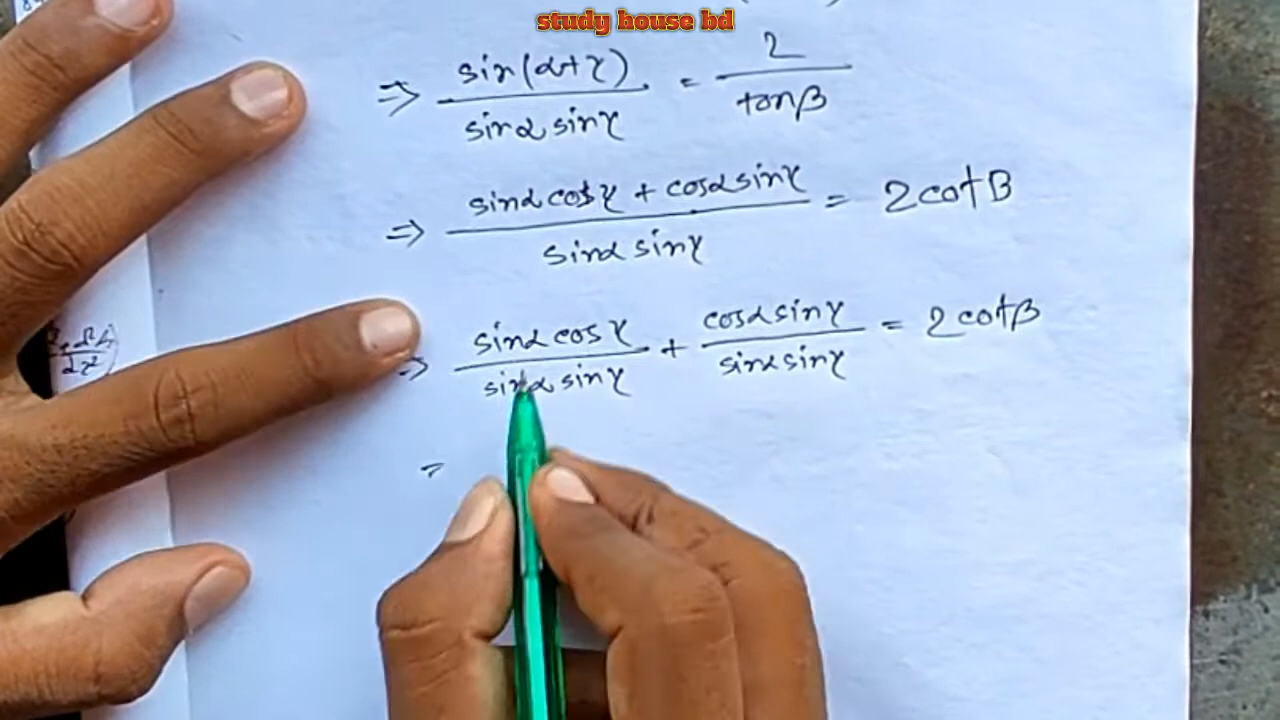 study house bd
⇒ sin(α+γ) / sinα sinγ = 2 / tanβ
⇒ sinα cosγ + cosα sinγ / sinα sinγ = 2cotβ
⇒ sinα cosγ / sinα sinγ + cosα sinγ / sinα sinγ = 2cotβ
=